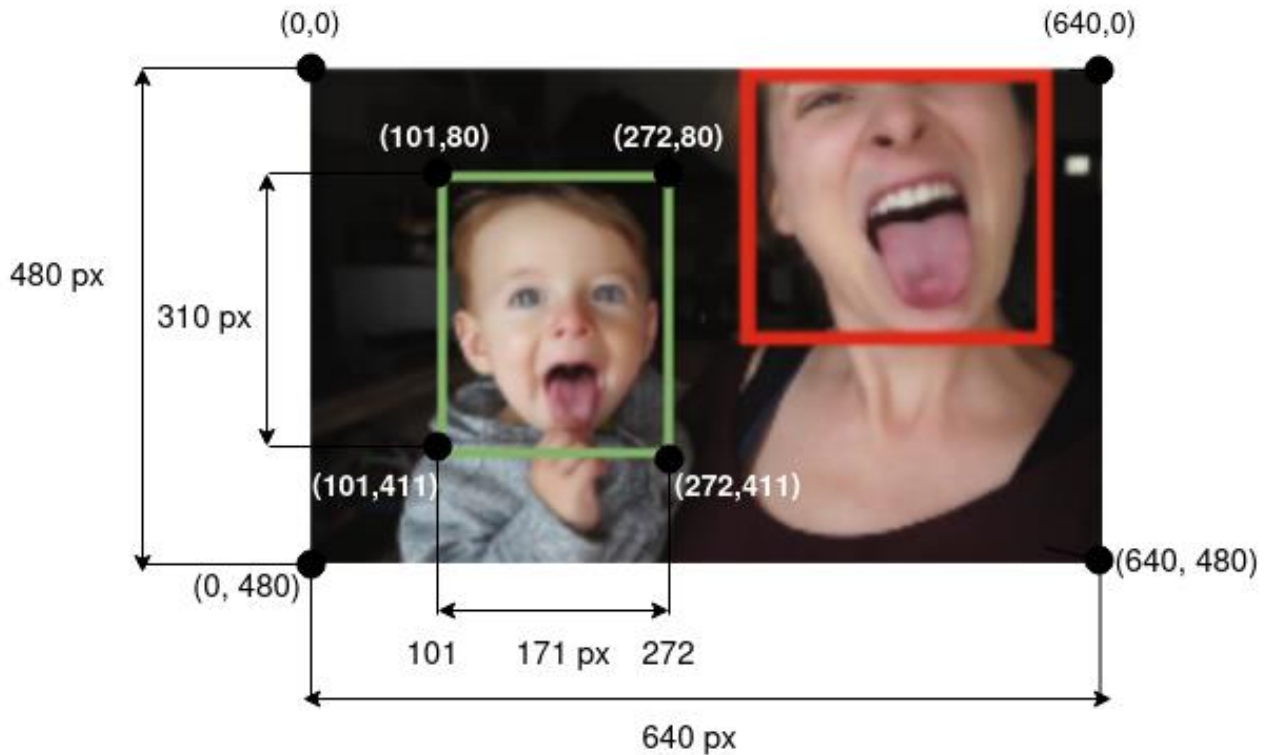 (0,0)
(640,0)
(101,80)
(272,80)
480 px
310 px
(101,411)
(272,411)
(640, 480)
(0, 480)
101
171 px
272
640 px